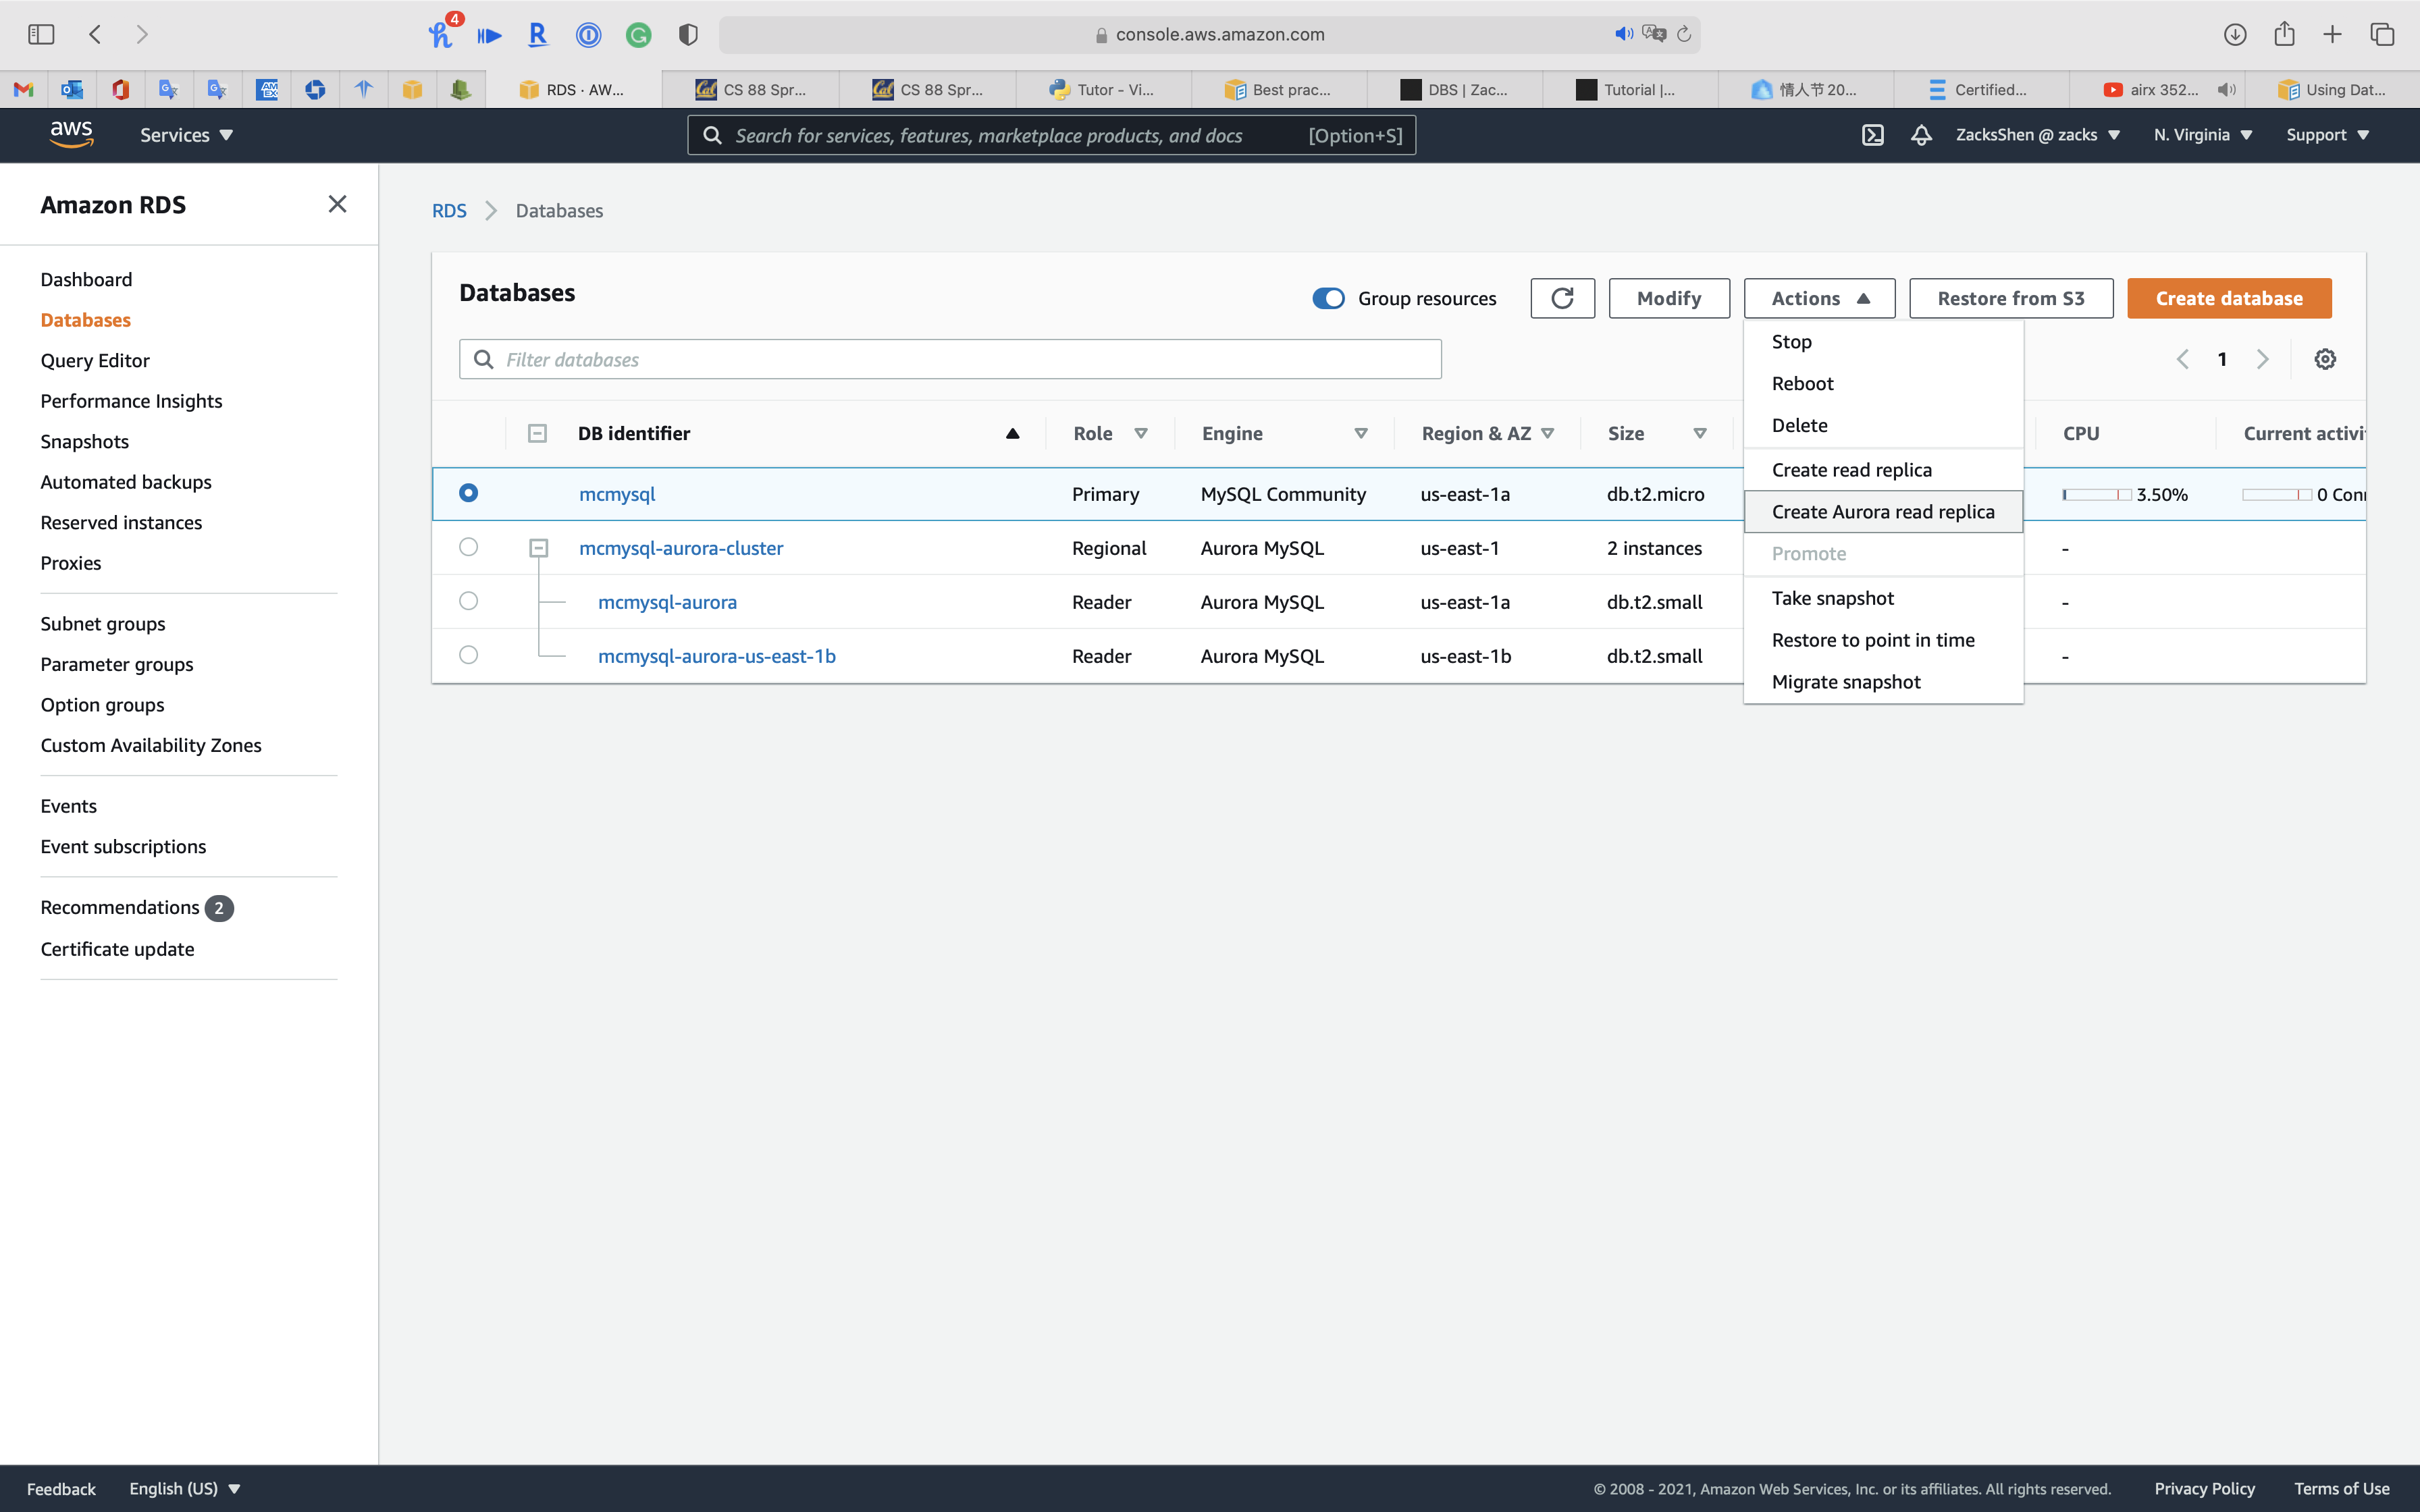 4
console.aws.amazon.com
RDS · AW...
CS 88 Spr...
CS 88 Spr...
Tutor - Vi...
Best prac...
DBS | Zac...
Tutorial |...
情人节 20...
Certified...
airx 352...
Using Dat...
aws
Services
Search for services, features, marketplace products, and docs [Option+S]
ZacksShen @ zacks
N. Virginia
Support
Amazon RDS
Dashboard
Databases
Query Editor
Performance Insights
Snapshots
Automated backups
Reserved instances
Proxies
Subnet groups
Parameter groups
Option groups
Custom Availability Zones
Events
Event subscriptions
Recommendations 2
Certificate update
RDS > Databases
Databases
Group resources
Modify
Actions
Restore from S3
Create database
Filter databases
1
Stop
Reboot
Delete
Create read replica
Create Aurora read replica
Promote
Take snapshot
Restore to point in time
Migrate snapshot
DB identifier Role Engine Region & AZ Size CPU Current activi
mcmysql Primary MySQL Community us-east-1a db.t2.micro 3.50% 0 Con
mcmysql-aurora-cluster Regional Aurora MySQL us-east-1 2 instances -
mcmysql-aurora Reader Aurora MySQL us-east-1a db.t2.small -
mcmysql-aurora-us-east-1b Reader Aurora MySQL us-east-1b db.t2.small -
Feedback English (US) © 2008 - 2021, Amazon Web Services, Inc. or its affiliates. All rights reserved. Privacy Policy Terms of Use